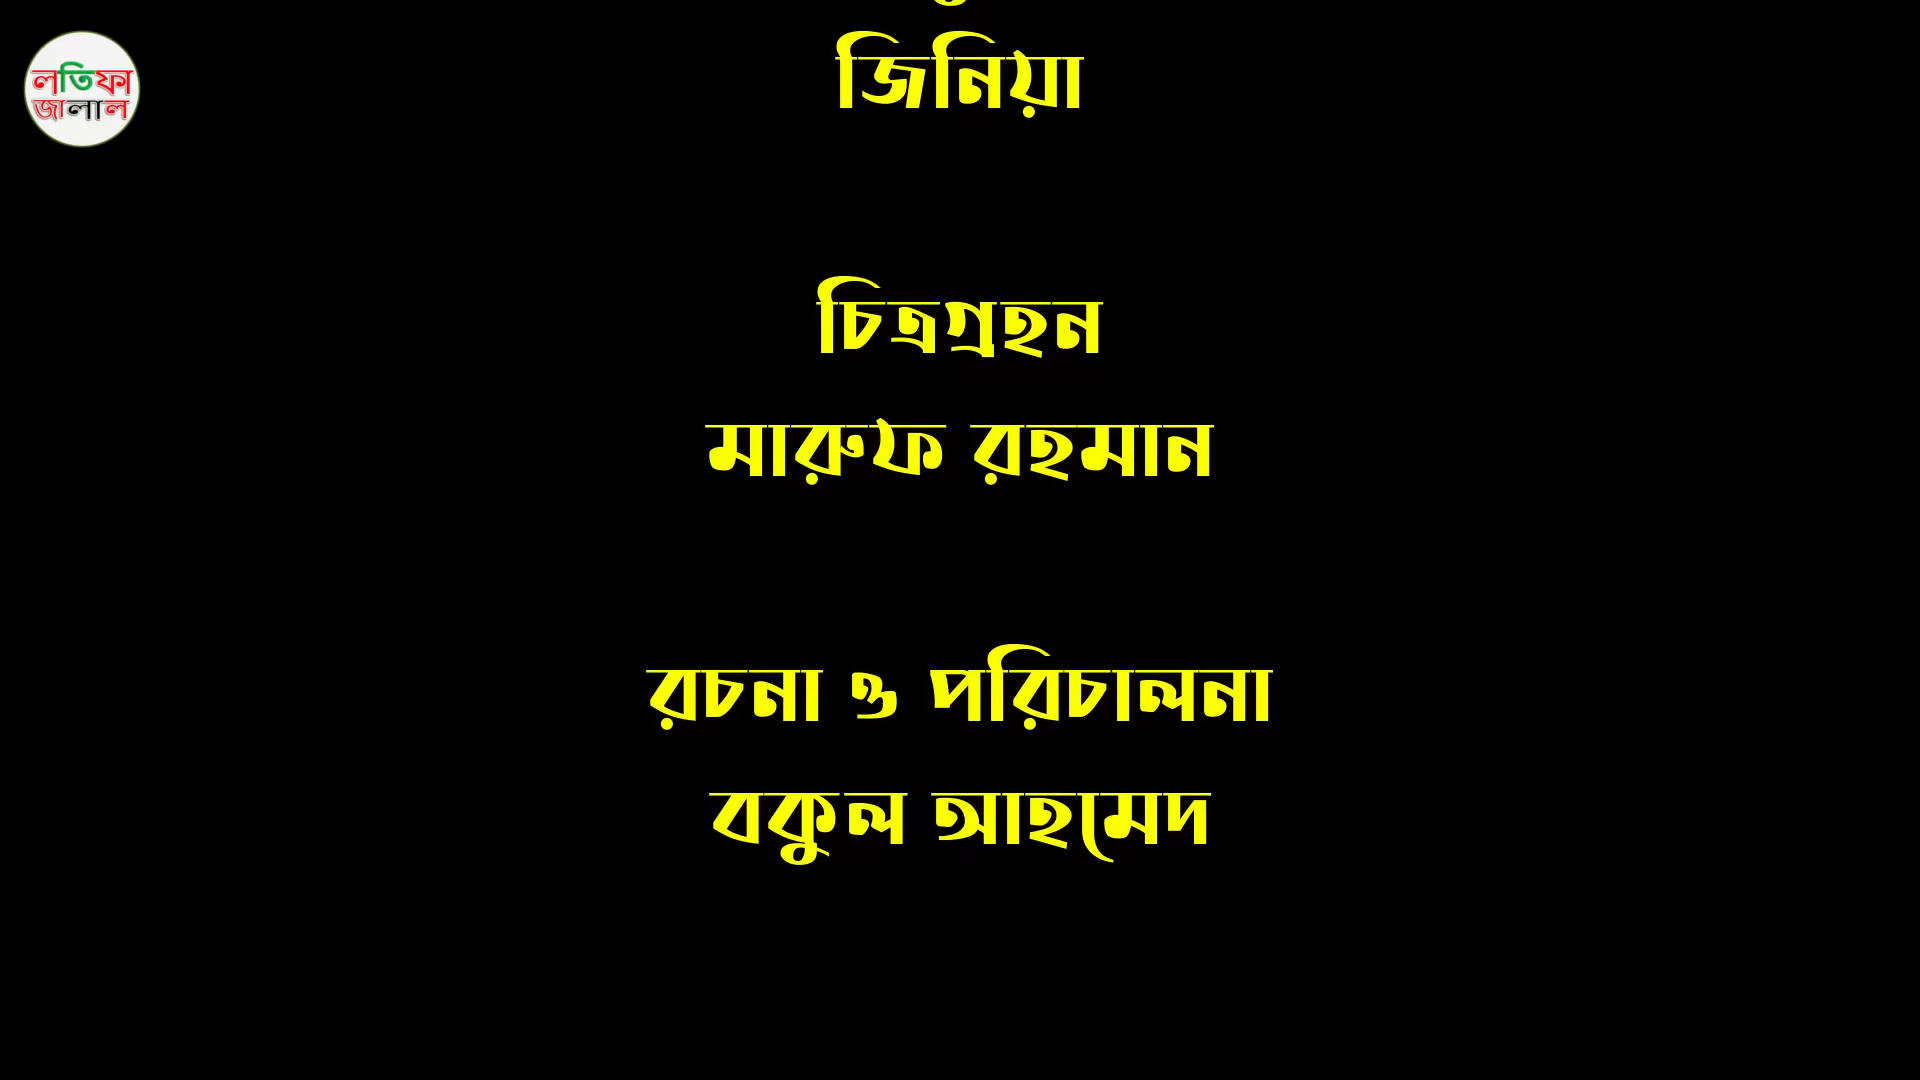 লতিফা
জালাল
জিনিয়া
চিত্রগ্রহন
মারুফ রহমান
রচনা ও পরিচালনা
বকুল আহমেদ